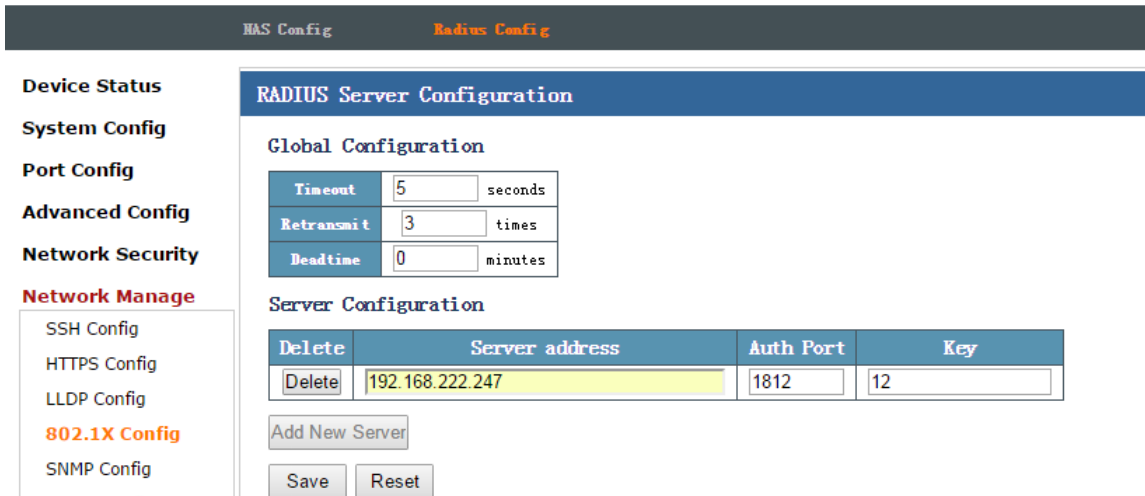 NAS Config Radius Config
Device Status
System Config
Port Config
Advanced Config
Network Security
Network Manage
SSH Config
HTTPS Config
LLDP Config
802.1X Config
SNMP Config
RADIUS Server Configuration
Global Configuration
Timeout 5 seconds
Retransmit 3 times
Deadtime 0 minutes
Server Configuration
Delete Server address Auth Port Key
Delete 192.168.222.247 1812 12
Add New Server
Save Reset